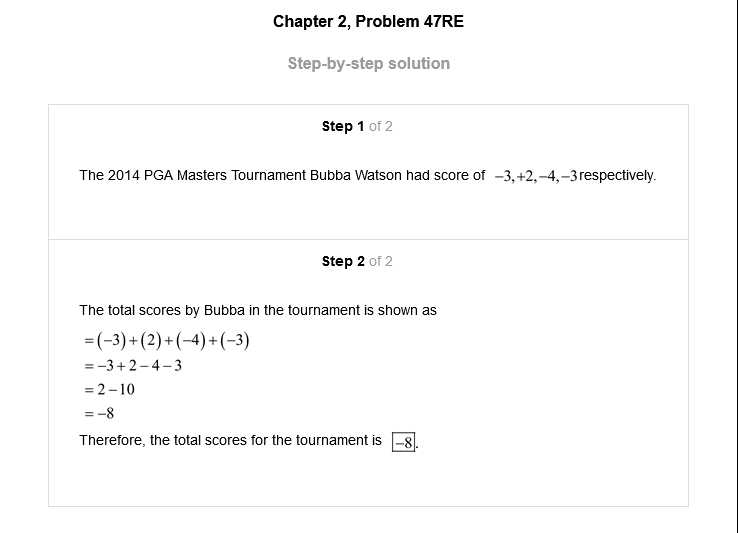 Chapter 2, Problem 47RE
Step-by-step solution
Step 1 of 2
The 2014 PGA Masters Tournament Bubba Watson had score of −3,+2,−4,−3 respectively.
Step 2 of 2
The total scores by Bubba in the tournament is shown as
=(−3)+(2)+(−4)+(−3)
=−3+2−4−3
=2−10
=−8
Therefore, the total scores for the tournament is −8.